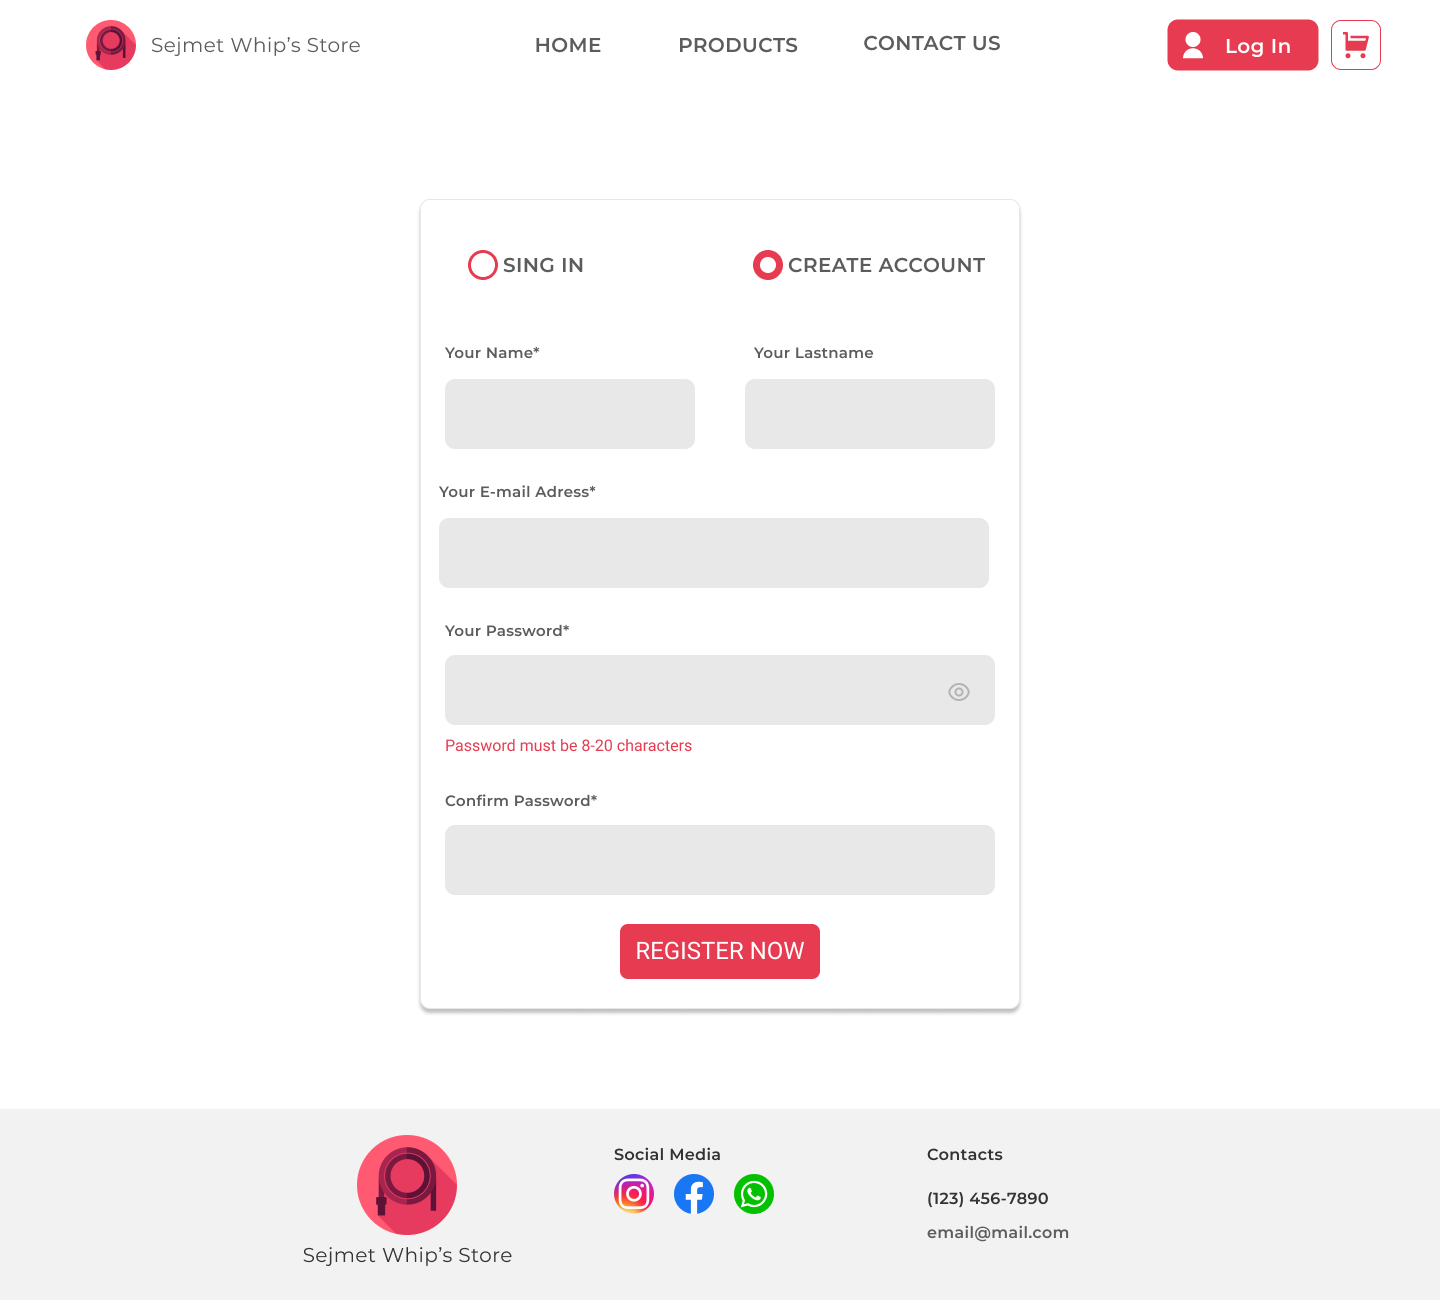 Sejmet Whip’s Store
HOME
PRODUCTS
CONTACT US
Log In
SING IN
CREATE ACCOUNT
Your Name*
Your Lastname
Your E-mail Adress*
Your Password*
Password must be 8-20 characters
Confirm Password*
REGISTER NOW
Sejmet Whip’s Store
Social Media
Contacts
(123) 456-7890
email@mail.com